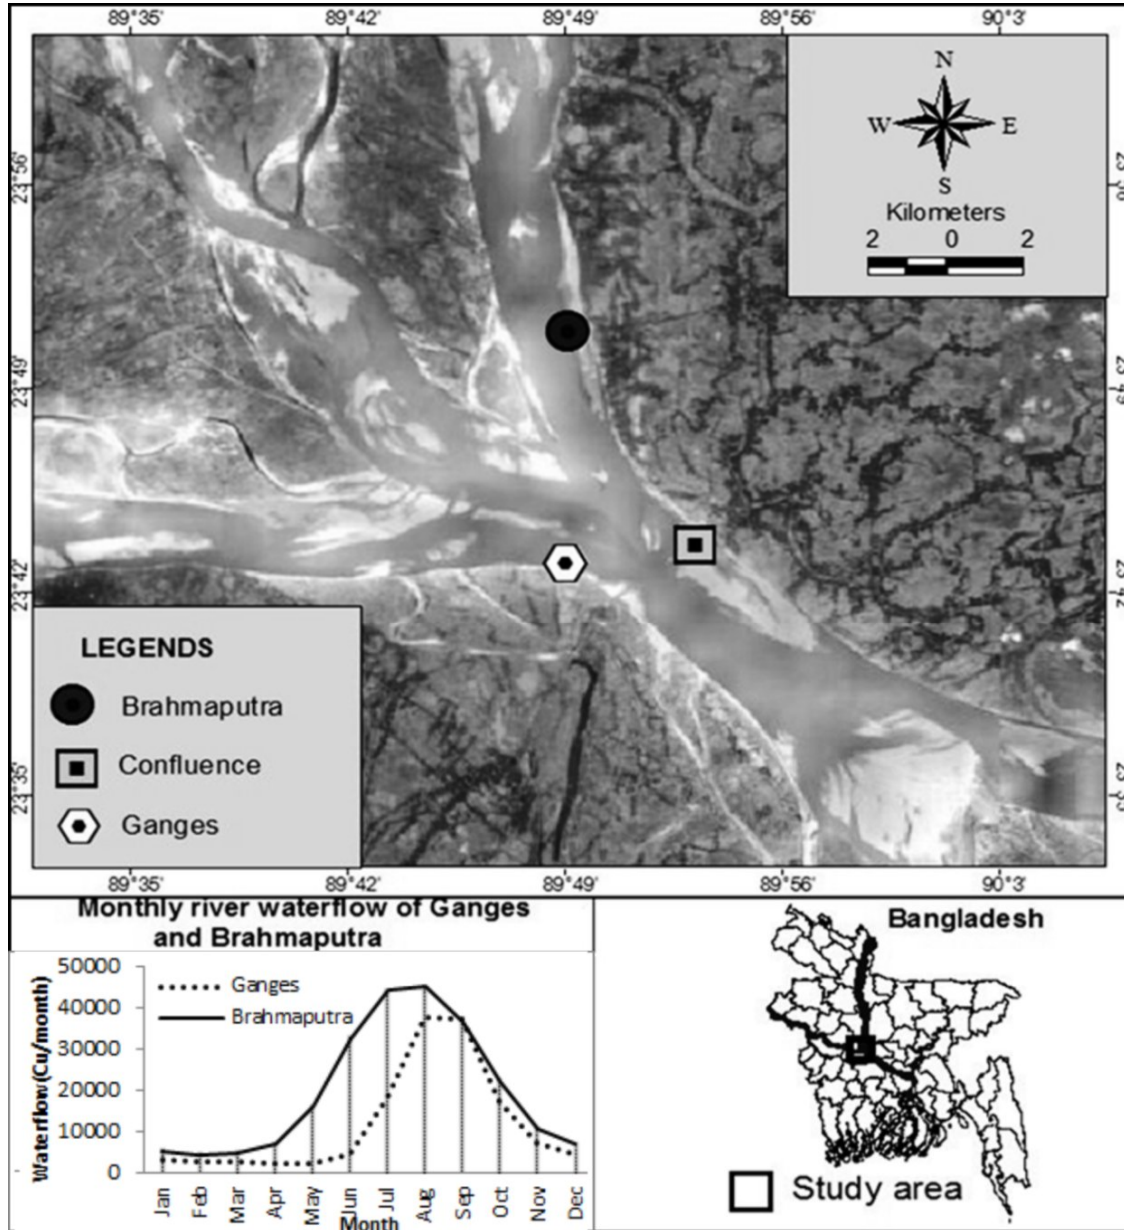 89°35' 89°42' 89°49' 89°56' 90°3'
N
W E
S
Kilometers
2 0 2
23°56'
23°49'
23°42'
23°35'
LEGENDS
Brahmaputra
Confluence
Ganges
89°35' 89°42' 89°49' 89°56' 90°3'
Monthly river waterflow of Ganges
and Brahmaputra
Waterflow(Cu/month)
50000
40000
30000
20000
10000
0
Ganges
Brahmaputra
Jan Feb Mar Apr May Jun Jul Aug Sep Oct Nov Dec
Month
Bangladesh
Study area